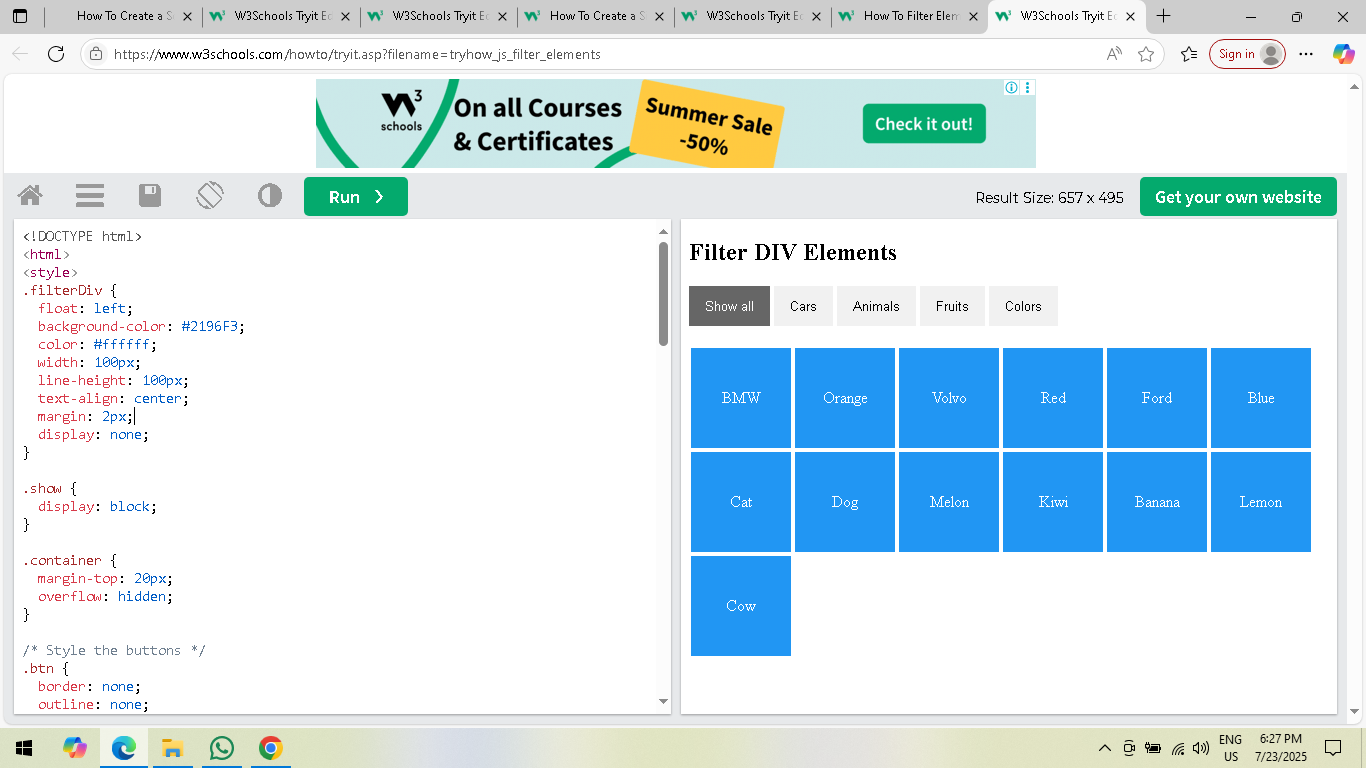 How To Create a S
W3Schools Tryit Ed
W3Schools Tryit Ed
How To Create a S
W3Schools Tryit Ed
How To Filter Elem
W3Schools Tryit Ed
https://www.w3schools.com/howto/tryit.asp?filename=tryhow_js_filter_elements
Sign in
W3 schools
On all Courses
& Certificates
Summer Sale
-50%
Check it out!
Run ❯
Result Size: 657 x 495
Get your own website
<!DOCTYPE html>
<html>
<style>
.filterDiv {
  float: left;
  background-color: #2196F3;
  color: #ffffff;
  width: 100px;
  line-height: 100px;
  text-align: center;
  margin: 2px;
  display: none;
}
.show {
  display: block;
}
.container {
  margin-top: 20px;
  overflow: hidden;
}
/* Style the buttons */
.btn {
  border: none;
  outline: none;
Filter DIV Elements
Show all Cars Animals Fruits Colors
BMW Orange Volvo Red Ford Blue
Cat Dog Melon Kiwi Banana Lemon
Cow
ENG
US
6:27 PM
7/23/2025